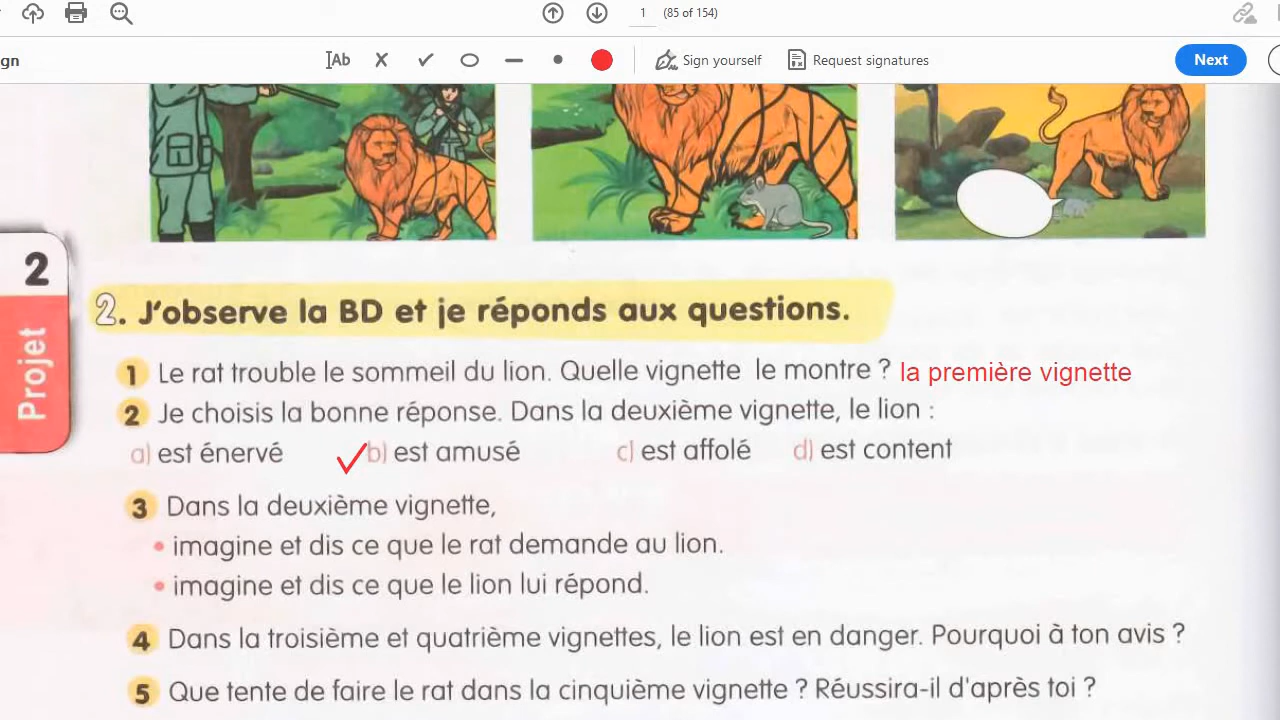 1 (85 of 154)
gn
Ab
Sign yourself
Request signatures
Next
2
Projet
2. J'observe la BD et je réponds aux questions.
1 Le rat trouble le sommeil du lion. Quelle vignette le montre ? la première vignette
2 Je choisis la bonne réponse. Dans la deuxième vignette, le lion :
a) est énervé b) est amusé c) est affolé d) est content
3 Dans la deuxième vignette,
• imagine et dis ce que le rat demande au lion.
• imagine et dis ce que le lion lui répond.
4 Dans la troisième et quatrième vignettes, le lion est en danger. Pourquoi à ton avis ?
5 Que tente de faire le rat dans la cinquième vignette ? Réussira-il d'après toi ?